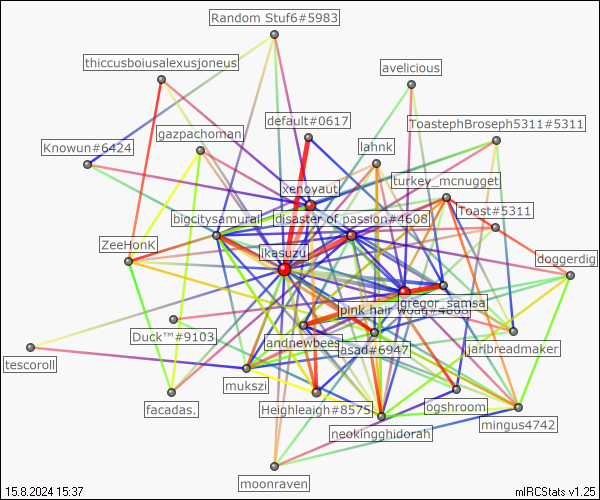 Random Stuf6#5983
thiccusboiusalexusjoneus
avelicious
default#0617
ToastephBroseph5311#5311
gazpachoman
Knowun#6424
lahnk
turkey_mcnugget
xenoyaut
Toast#5311
bigcitysamurai
disaster of passion#4608
ZeeHonK
ikasuzu
doggerdig
gregor_samsa
pink hair
Duck™#9103
andnewbees
asad#6947
jarlbreadmaker
tescoroll
mukszi
facadas.
Heighleaigh#8575
ogshroom
neokingghidorah
mingus4742
moonraven
15.8.2024 15:37
mIRCStats v1.25